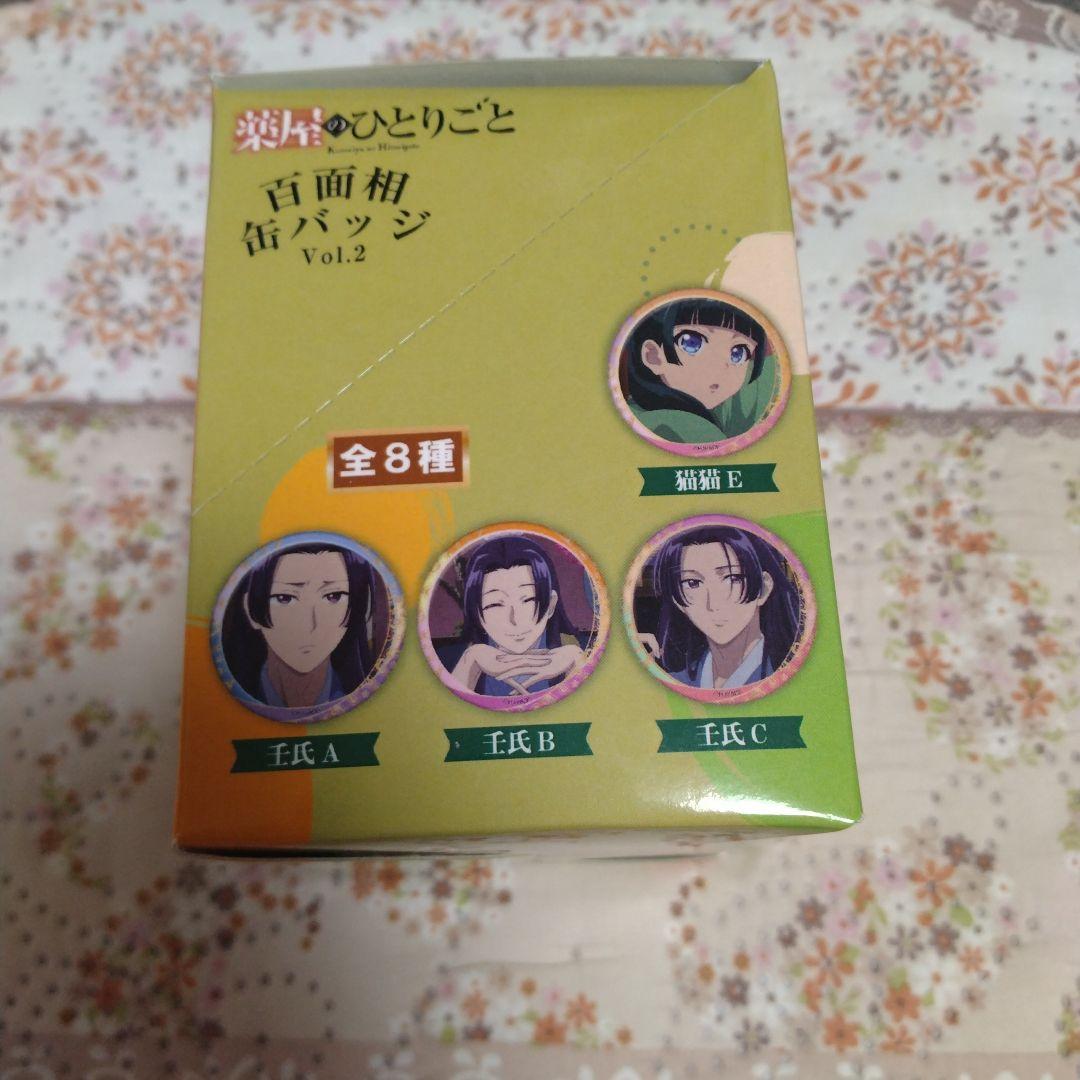 薬屋のひとりごと
Kusuriya no Hitorigoto
百面相
缶バッジ
Vol.2
全8種
猫猫 E
壬氏 A
壬氏 B
壬氏 C